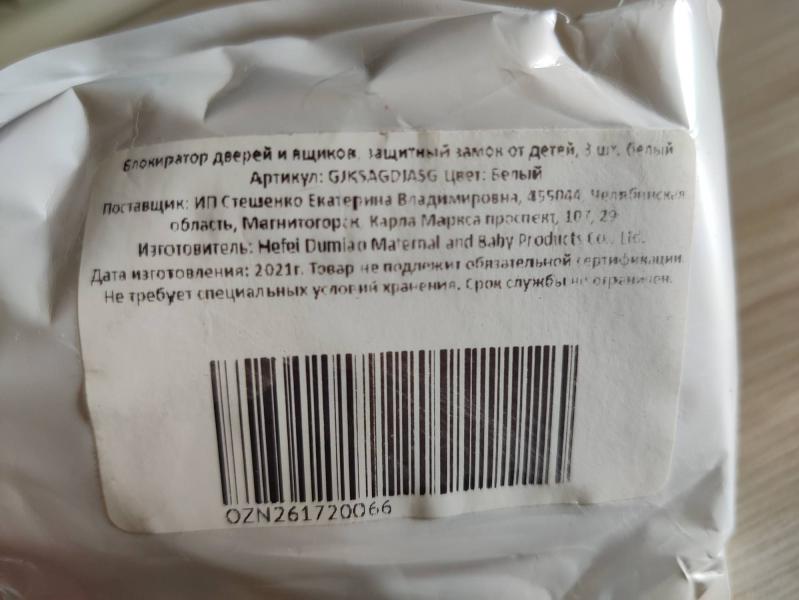 Блокиратор дверей и ящиков, защитный замок от детей, 3 шт. белый
Артикул: GJKSAGDJASG Цвет: Белый
Поставщик: ИП Стешенко Екатерина Владимировна, 455044, Челябинская
область, Магнитогорск, Карла Маркса проспект, 107, 29
Изготовитель: Hefei Dumiao Maternal and Baby Products Co., Ltd.
Дата изготовления: 2021г. Товар не подлежит обязательной сертификации.
Не требует специальных условий хранения. Срок службы не ограничен.
OZN261720066